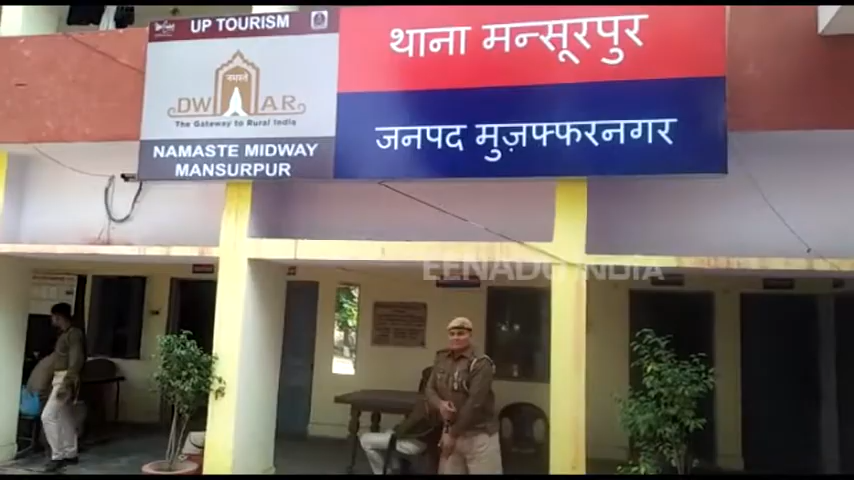 UP TOURISM
थाना मन्सूरपुर
नमस्ते
DWAR
The Gateway to Rural India
जनपद मुज़फ्फरनगर
NAMASTE MIDWAY
MANSURPUR
EENADU INDIA